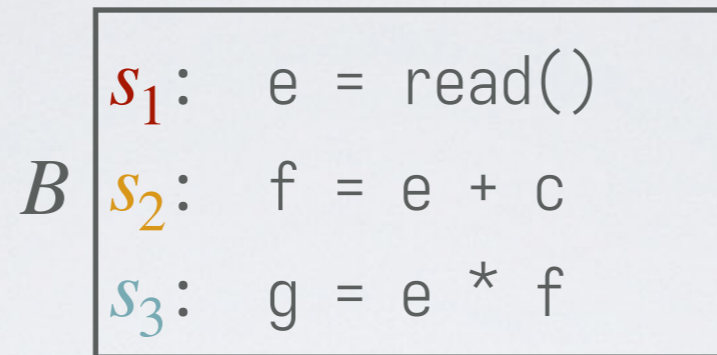 s1: e = read()
B s2: f = e + c
s3: g = e * f